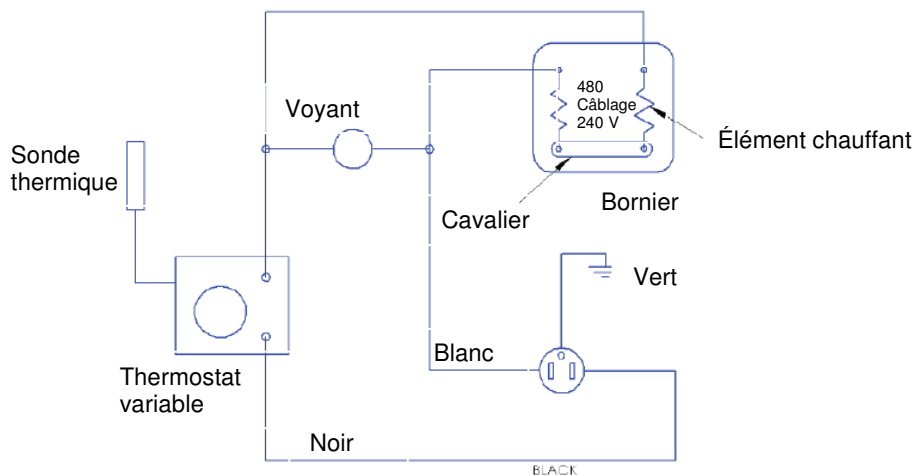 480
Câblage
240 V
Voyant
Élément chauffant
Sonde
thermique
Cavalier
Bornier
Vert
Blanc
Thermostat
variable
Noir
BLACK